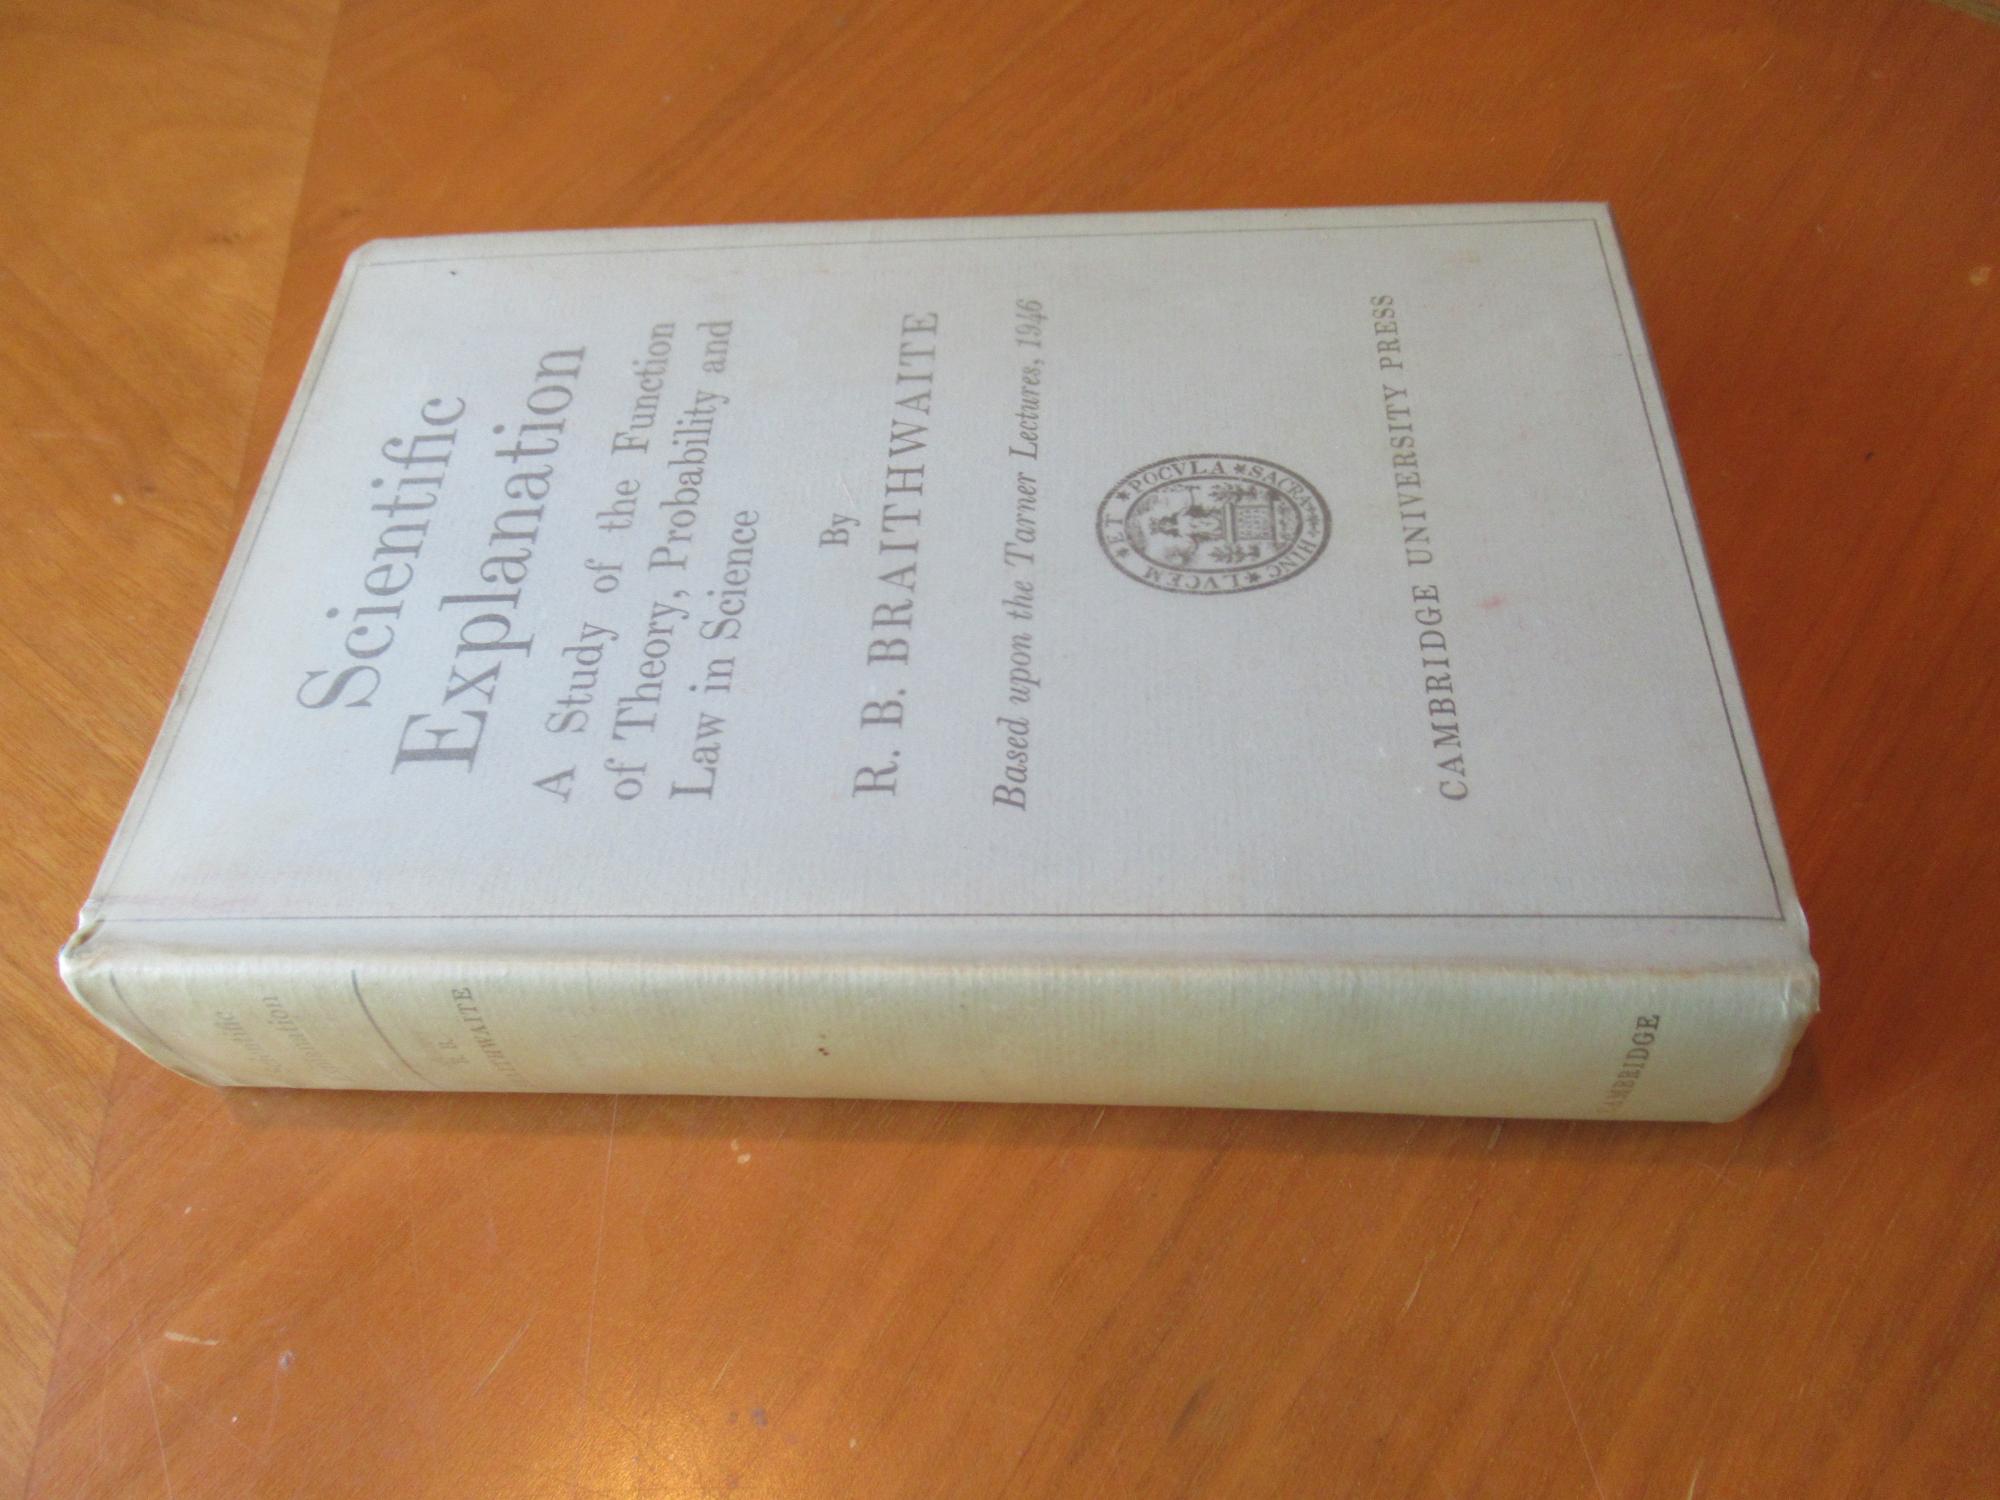 Scientific
Explanation
A Study of the Function
of Theory, Probability and
Law in Science
By
R. B. BRAITHWAITE
Based upon the Tarner Lectures, 1946
HINC * LVCEM * ET * POCVLA * SACRA
CAMBRIDGE UNIVERSITY PRESS
Scientific
Explanation
R. B.
BRAITHWAITE
CAMBRIDGE